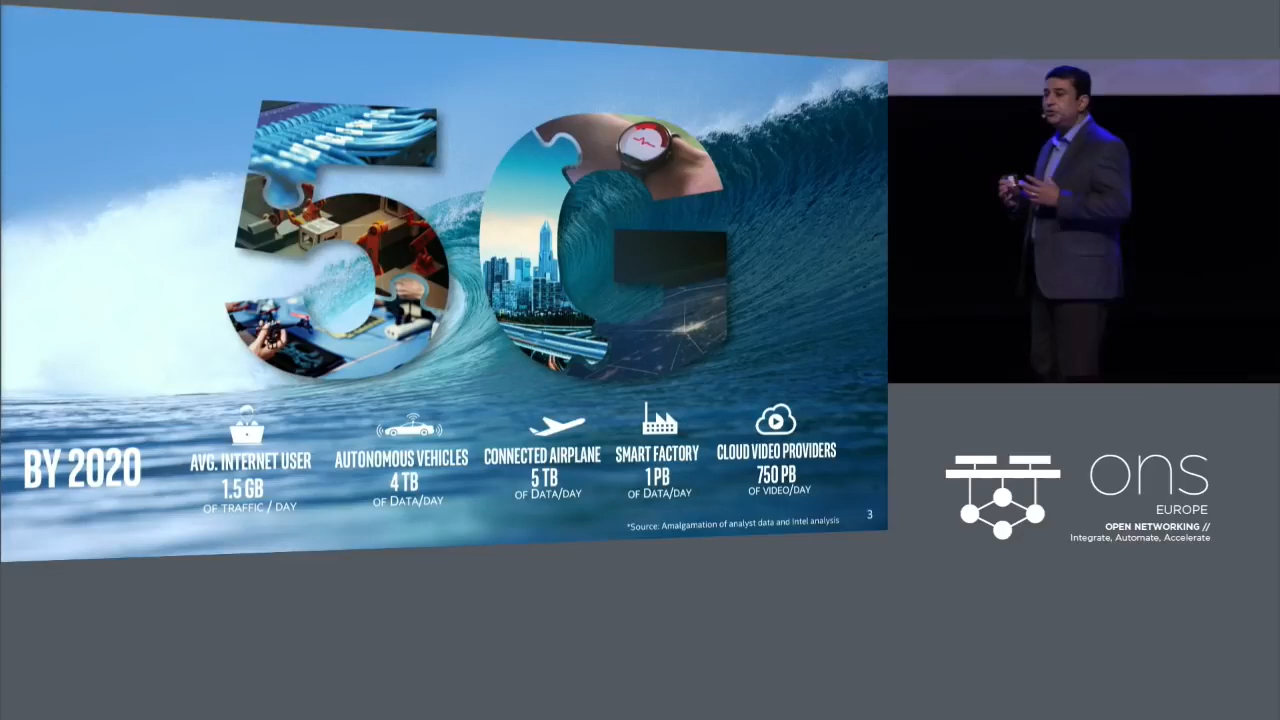 5G
BY 2020
AVG. INTERNET USER
1.5 GB
OF TRAFFIC / DAY
AUTONOMOUS VEHICLES
4 TB
OF DATA/DAY
CONNECTED AIRPLANE
5 TB
OF DATA/DAY
SMART FACTORY
1 PB
OF DATA/DAY
CLOUD VIDEO PROVIDERS
750 PB
OF VIDEO/DAY
*Source: Amalgamation of analyst data and Intel analysis
3
ons
EUROPE
OPEN NETWORKING //
Integrate, Automate, Accelerate